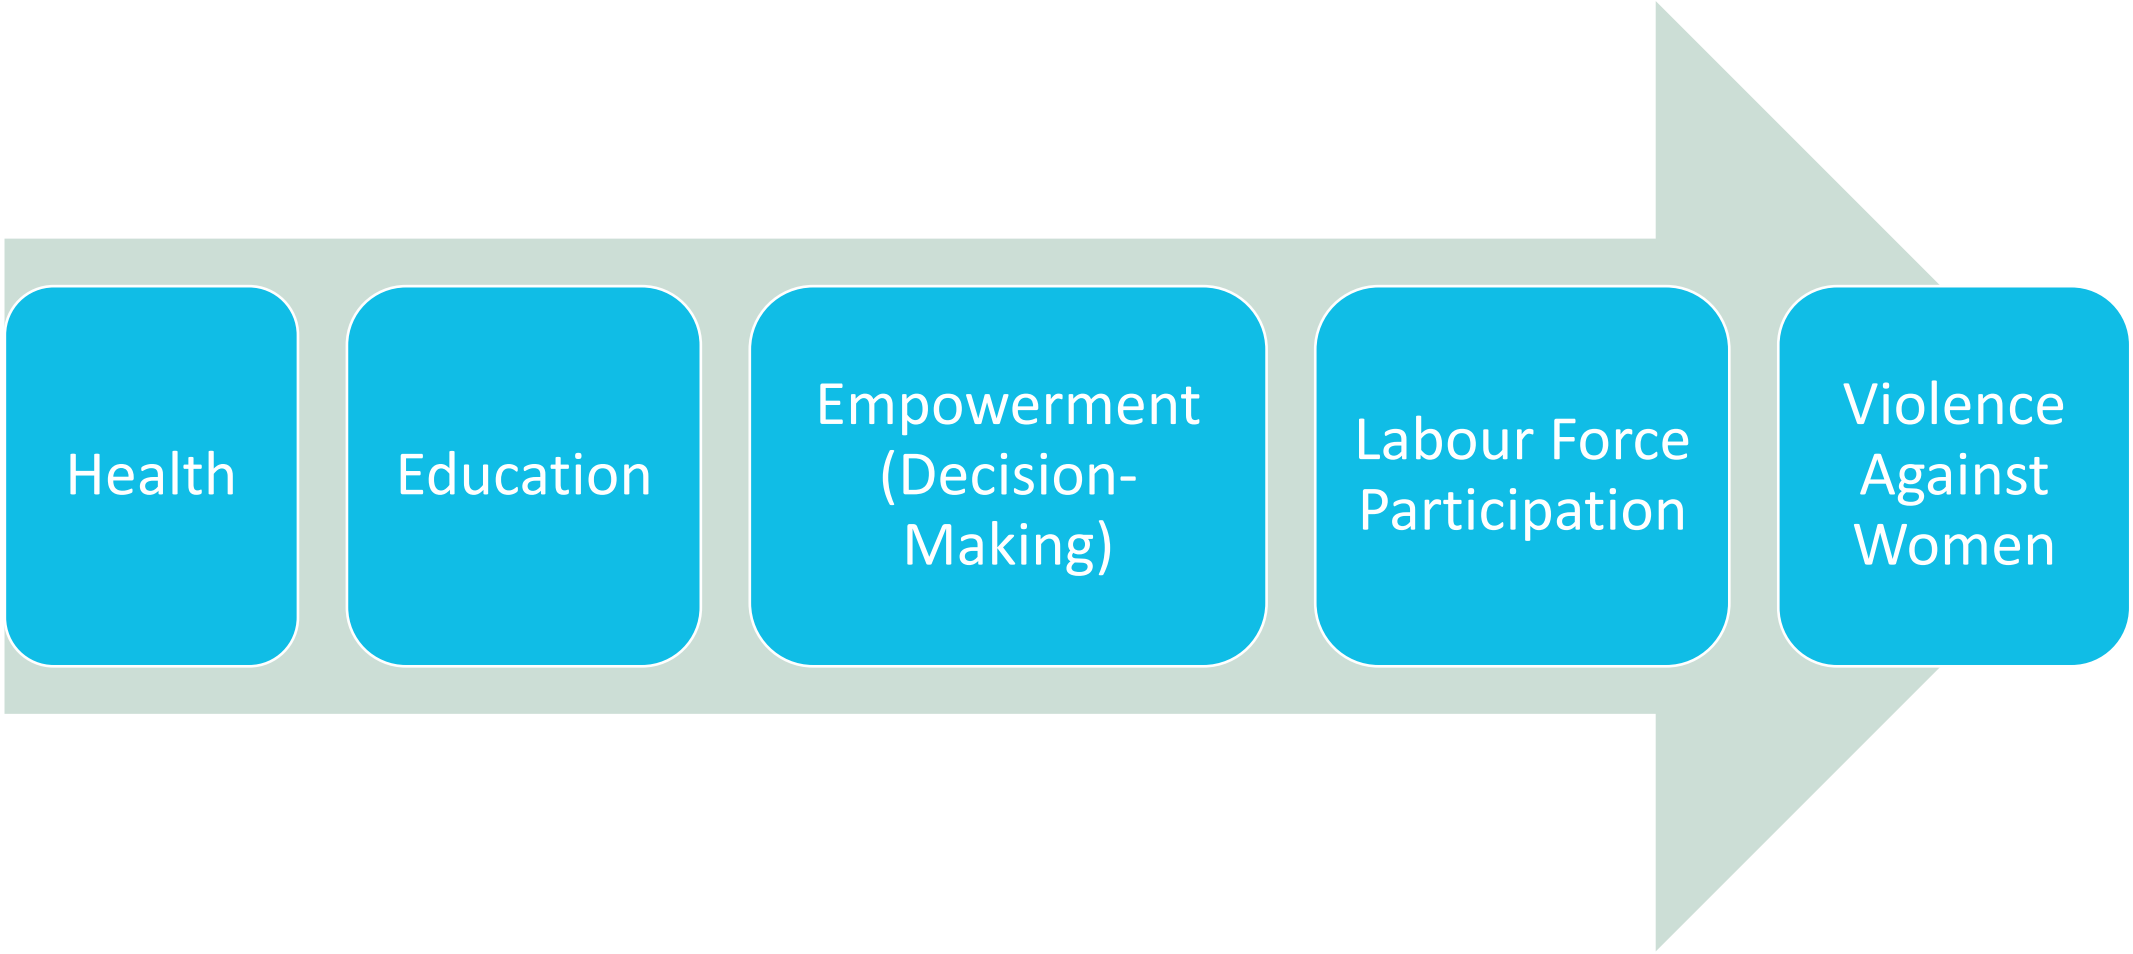 Health
Education
Empowerment
(Decision-
Making)
Labour Force
Participation
Violence
Against
Women